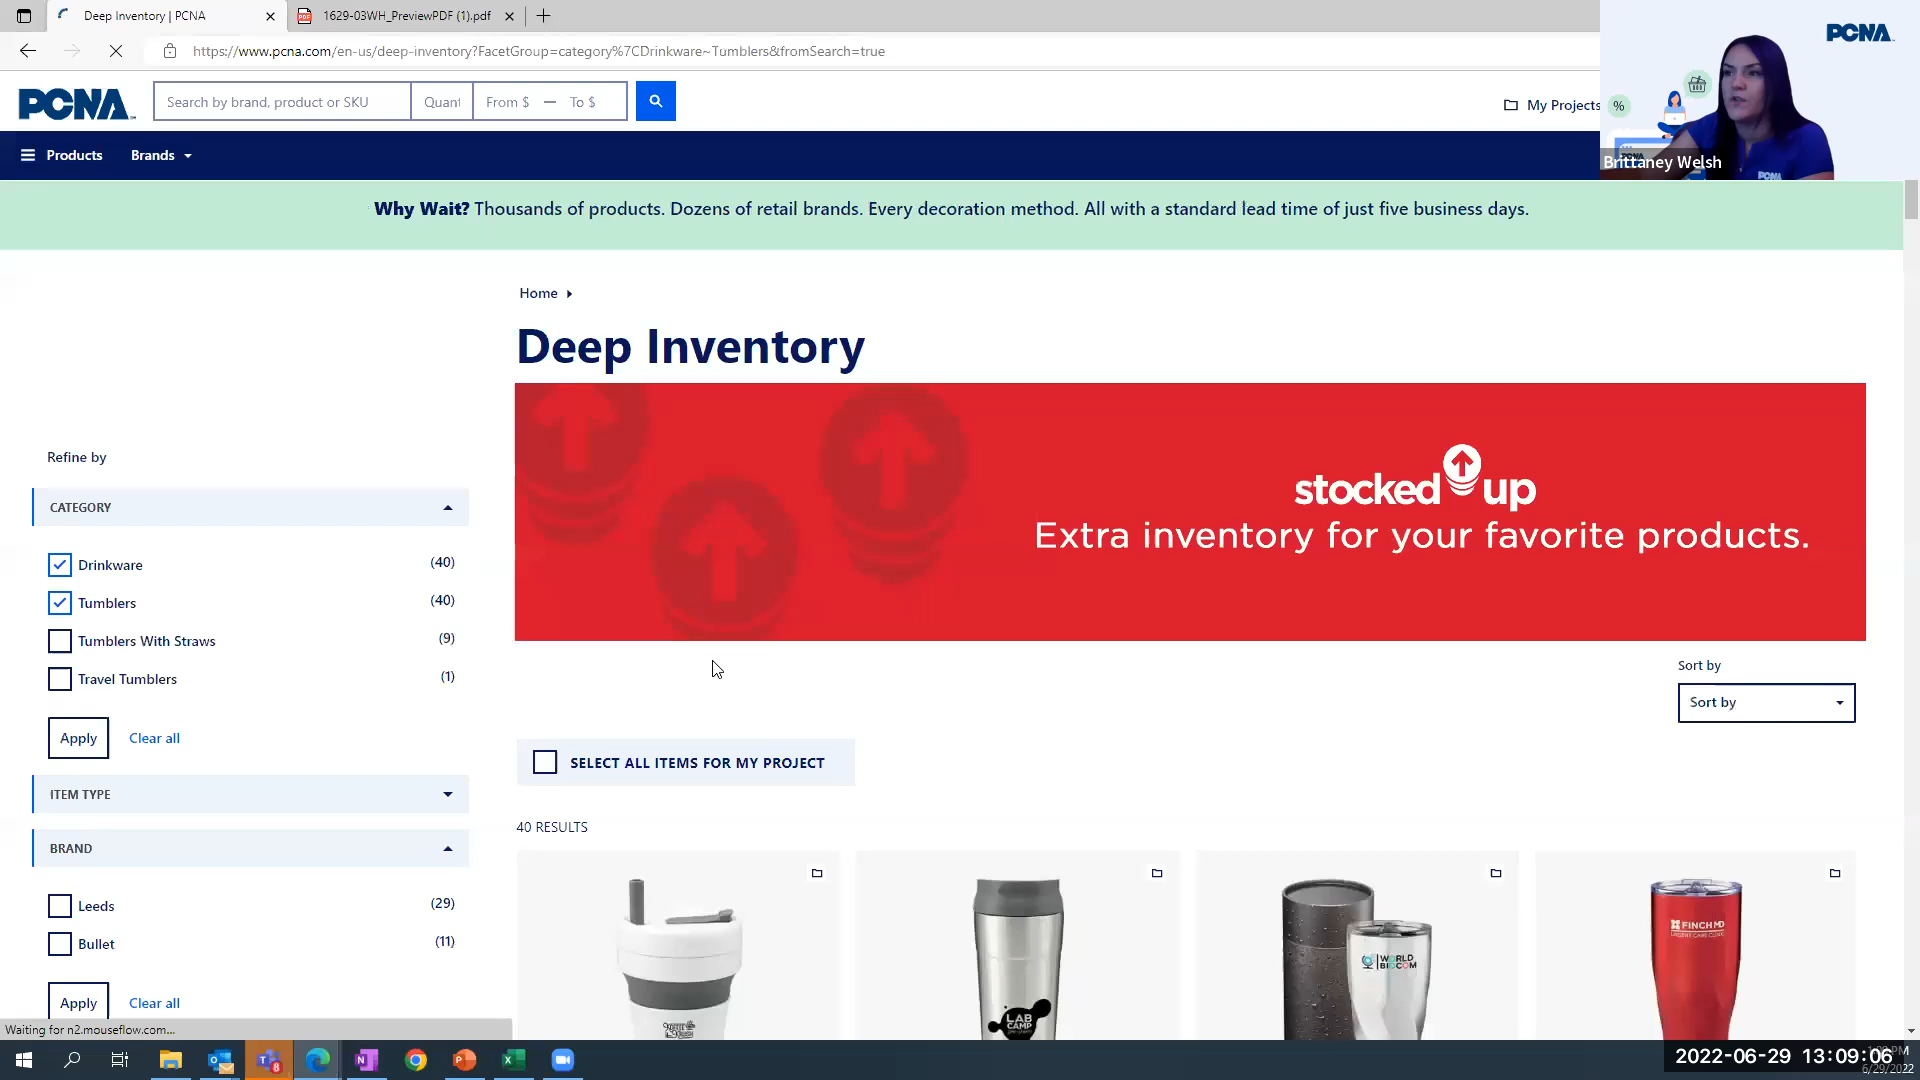 Deep Inventory | PCNA
1629-03WH_PreviewPDF (1).pdf
https://www.pcna.com/en-us/deep-inventory?FacetGroup=category%7CDrinkware~Tumblers&fromSearch=true
PCNA
Search by brand, product or SKU
Quant
From $ — To $
My Projects
PCNA
%
PCNA
Brittaney Welsh
Products
Brands
Why Wait? Thousands of products. Dozens of retail brands. Every decoration method. All with a standard lead time of just five business days.
Home
Deep Inventory
stocked up
Extra inventory for your favorite products.
Refine by
CATEGORY
Drinkware (40)
Tumblers (40)
Tumblers With Straws (9)
Travel Tumblers (1)
Apply Clear all
ITEM TYPE
BRAND
Leeds (29)
Bullet (11)
Apply Clear all
Sort by
Sort by
SELECT ALL ITEMS FOR MY PROJECT
40 RESULTS
LAB
CAMP
WORLD
BIOCOM
FINCH MD
URGENT CARE CLINIC
Waiting for n2.mouseflow.com...
8
2022-06-29 13:09:06
6/29/2022